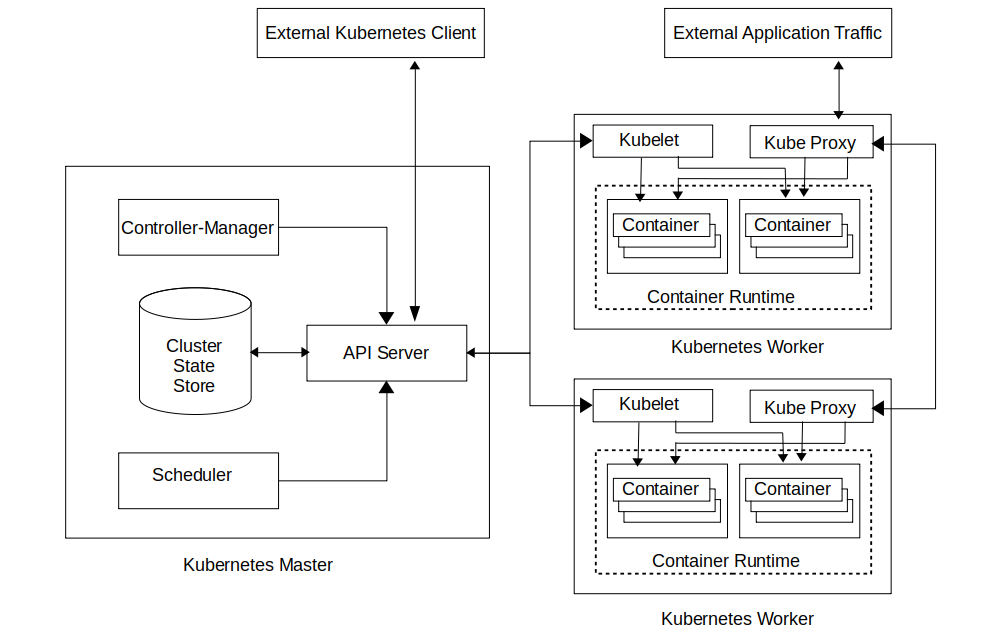 External Kubernetes Client
External Application Traffic
Controller-Manager
Cluster
State
Store
API Server
Scheduler
Kubernetes Master
Kubelet
Kube Proxy
Container
Container
Container Runtime
Kubernetes Worker
Kubelet
Kube Proxy
Container
Container
Container Runtime
Kubernetes Worker